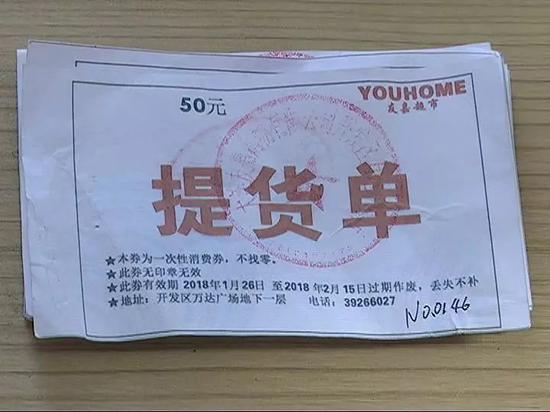 50元
YOUHOME
友嘉超市
提货单
★本券为一次性消费券，不找零。
★此券无印章无效
★此券有效期 2018年1月26日 至2018年2月15日过期作废，丢失不补
★地址：开发区万达广场地下一层 电话：39266027
NO.0146